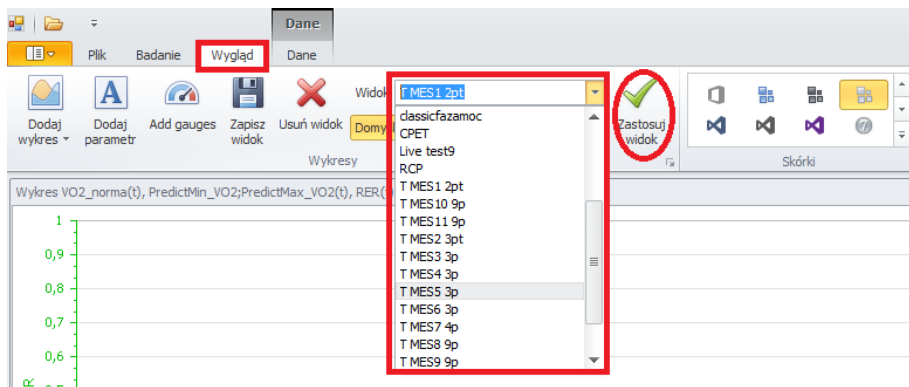 Dane
Plik Badanie Wygląd Dane
Dodaj wykres
Dodaj parametr
Add gauges
Zapisz widok
Usuń widok
Widok
T MES1 2pt
Zastosuj widok
classicfazamoc
CPET
Live test9
RCP
T MES1 2pt
T MES10 9p
T MES11 9p
T MES2 3pt
T MES3 3p
T MES4 3p
T MES5 3p
T MES6 3p
T MES7 4p
T MES8 9p
T MES9 9p
Wykresy
Skórki
Wykres VO2_norma(t), PredictMin_VO2;PredictMax_VO2(t),
1
0,9
0,8
0,7
0,6